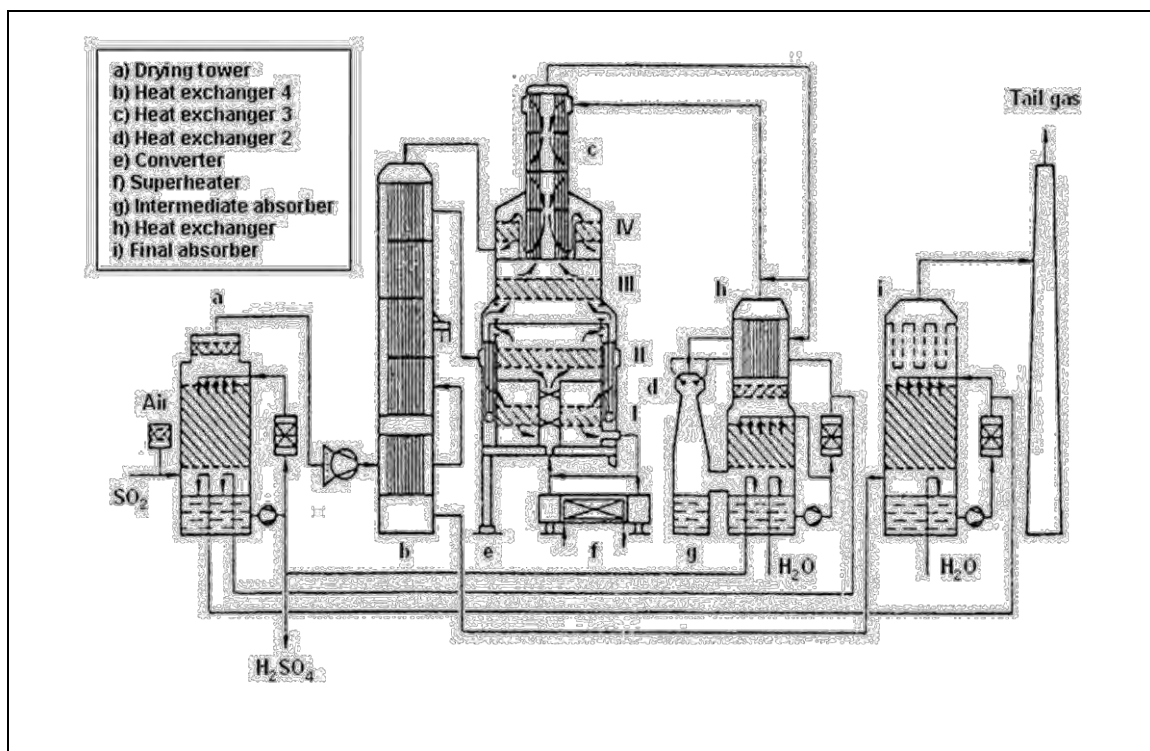 a) Drying tower
b) Heat exchanger 4
c) Heat exchanger 3
d) Heat exchanger 2
e) Converter
f) Superheater
g) Intermediate absorber
h) Heat exchanger
i) Final absorber
Tail gas
c
IV
III
II
I
a
h
i
d
Air
SO2
b
e
f
g
H2O
H2O
H2SO4